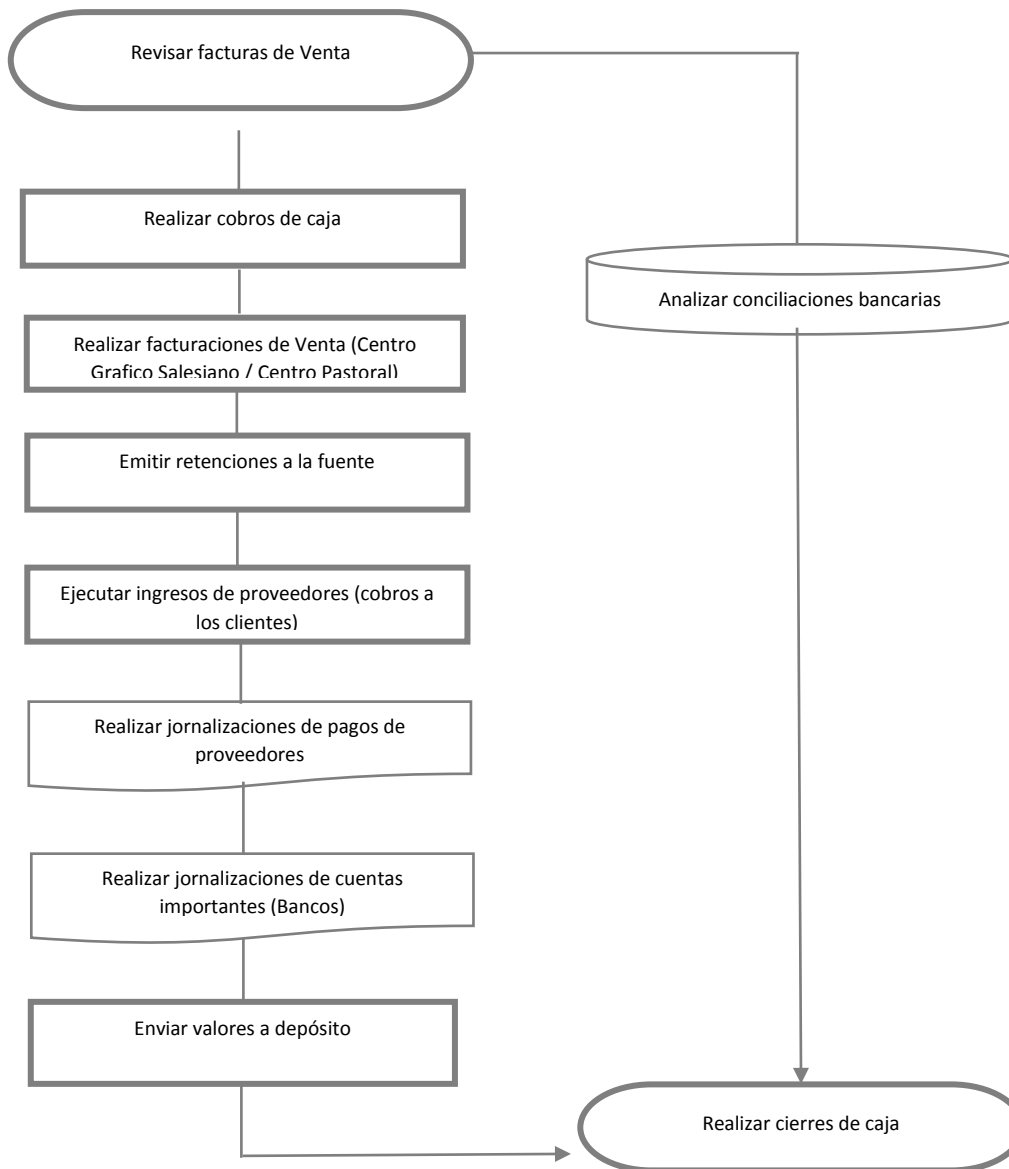 Revisar facturas de Venta
Realizar cobros de caja
Analizar conciliaciones bancarias
Realizar facturaciones de Venta (Centro
Grafico Salesiano / Centro Pastoral)
Emitir retenciones a la fuente
Ejecutar ingresos de proveedores (cobros a
los clientes)
Realizar jornalizaciones de pagos de
proveedores
Realizar jornalizaciones de cuentas
importantes (Bancos)
Enviar valores a depósito
Realizar cierres de caja